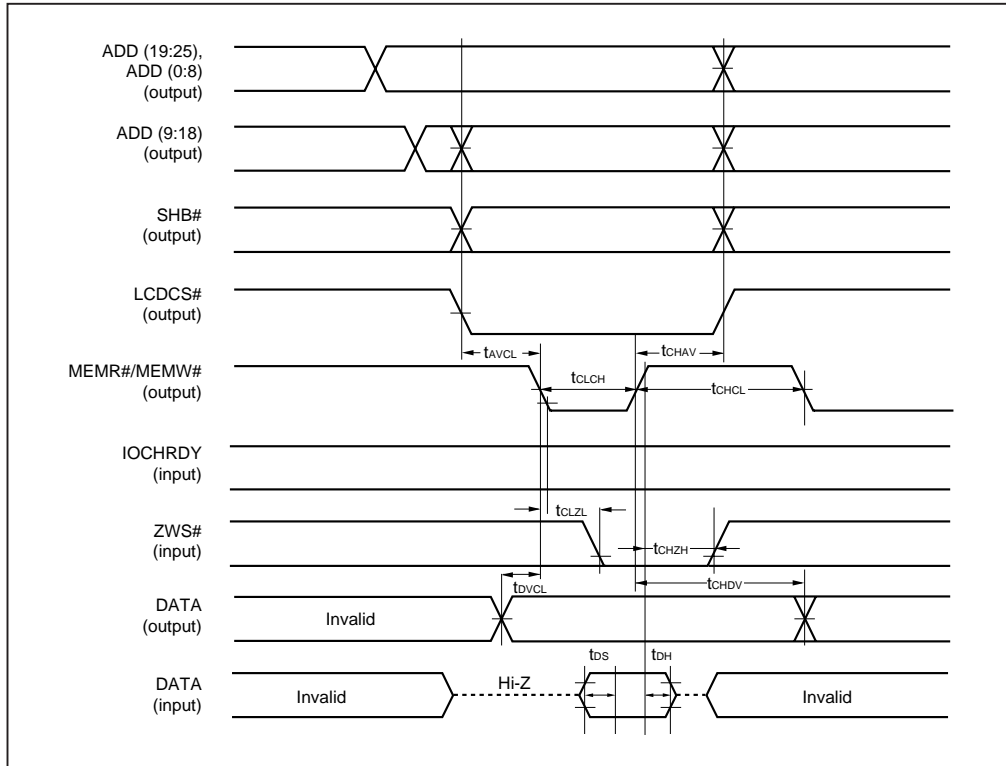 ADD (19:25),
ADD (0:8)
(output)
ADD (9:18)
(output)
SHB#
(output)
LCDCS#
(output)
tAVCL
tCHAV
MEMR#/MEMW#
(output)
tCLCH
tCHCL
IOCHRDY
(input)
tCLZL
ZWS#
(input)
tCHZH
tDVCL
tCHDV
DATA
(output)
Invalid
tDS
tDH
DATA
(input)
Invalid
Hi-Z
Invalid